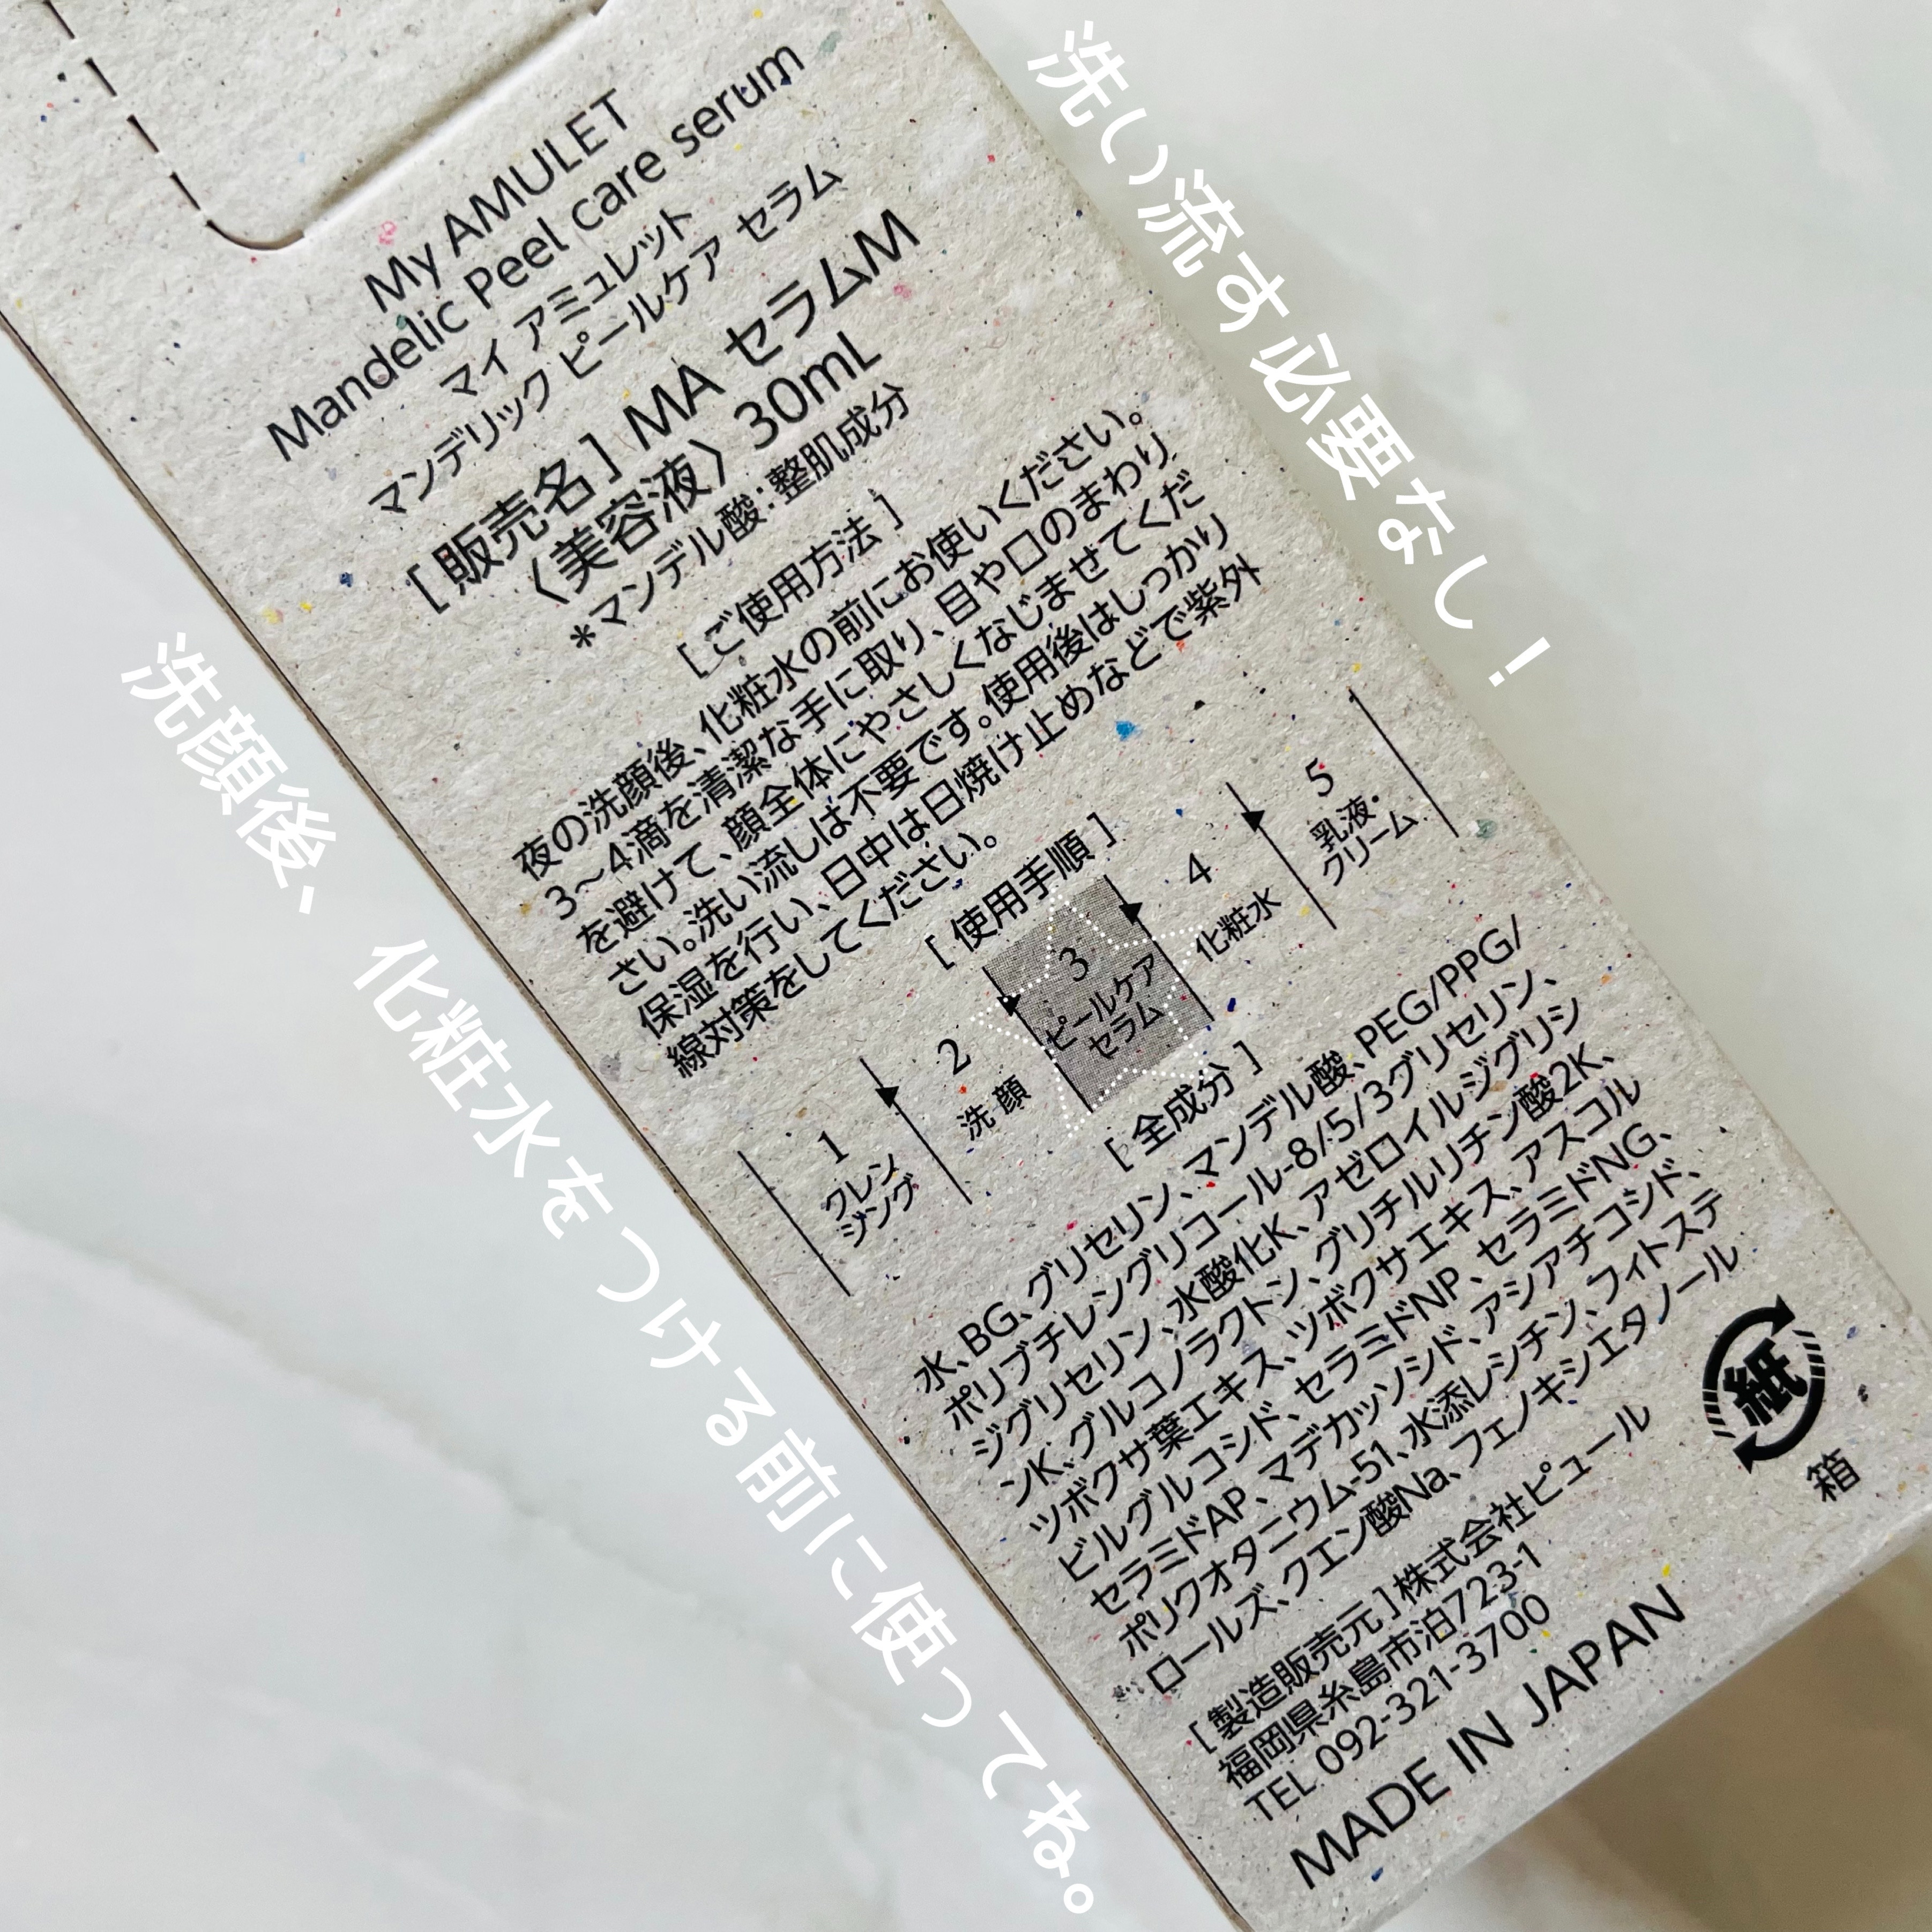 My AMULET
Mandelic Peel care serum
マイ アミュレット
マンデリック ピールケア セラム
[ 販売名 ] MA セラムM
〈美容液〉 30mL
*マンデル酸：整肌成分
[ ご使用方法 ]
夜の洗顔後、化粧水の前にお使いください。
3〜4滴を清潔な手に取り、目や口のまわり
を避けて、顔全体にやさしくなじませてくだ
さい。洗い流しは不要です。使用後はしっかり
保湿を行い、日中は日焼け止めなどで紫外
線対策をしてください。
[ 使用手順 ]
1
クレン
ジング
2
洗顔
3
ピールケア
セラム
4
化粧水
5
乳液・
クリーム
[ 全成分 ]
水、BG、グリセリン、マンデル酸、PEG/PPG/
ポリブチレングリコール-8/5/3グリセリン、
ジグリセリン、水酸化K、アゼロイルジグリシ
ンK、グルコノラクトン、グリチルリチン酸2K、
ツボクサ葉エキス、ツボクサエキス、アスコル
ビルグルコシド、セラミドNP、セラミドNG、
セラミドAP、マデカッソシド、アシアチコシド、
ポリクオタニウム-51、水添レシチン、フィトステ
ロールズ、クエン酸Na、フェノキシエタノール
[ 製造販売元 ] 株式会社ピュール
福岡県糸島市泊723-1
TEL 092-321-3700
MADE IN JAPAN
紙
箱
洗い流す必要なし！
洗顔後、化粧水をつける前に使ってね。